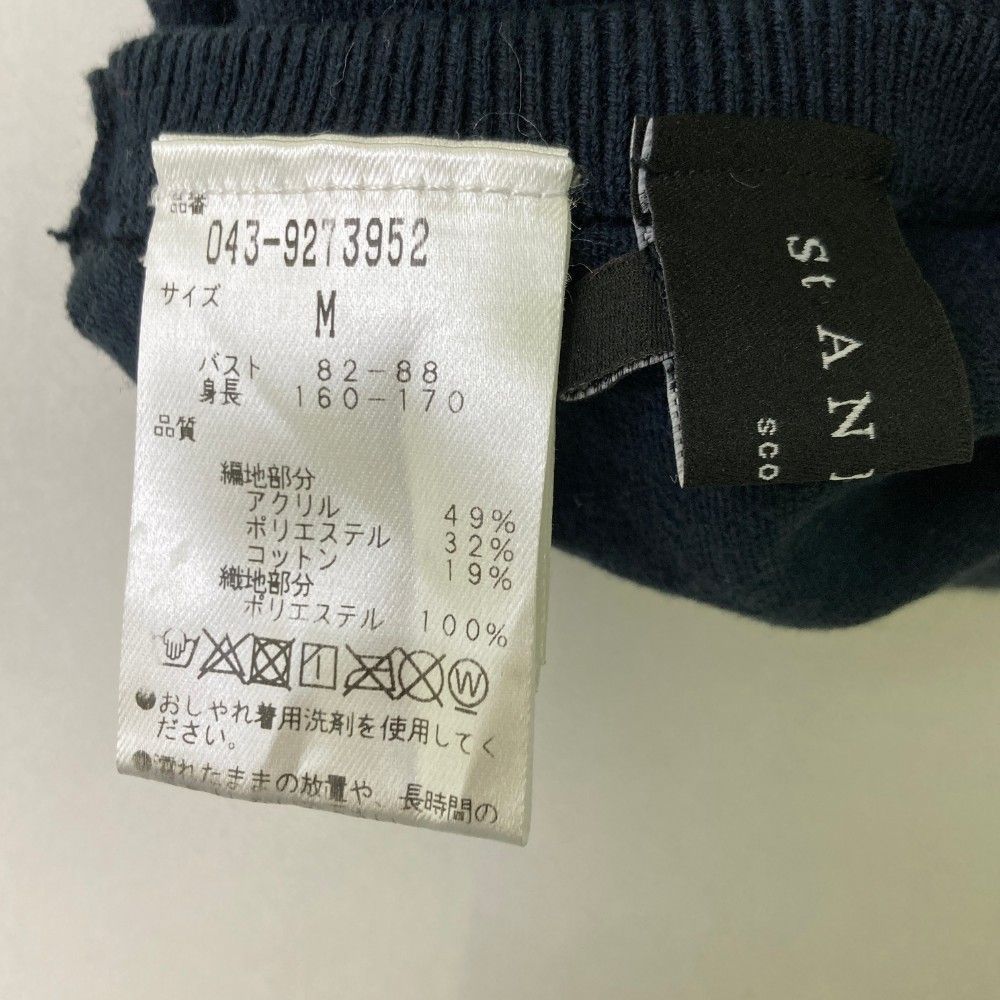 品番
043-9273952
サイズ
M
バスト 82-88
身長 160-170
品質
編地部分
アクリル 49%
ポリエステル 32%
コットン 19%
織地部分
ポリエステル 100%
W
●おしゃれ着用洗剤を使用してく
ださい。
●濡れたままの放置や、長時間の
St AN
sco